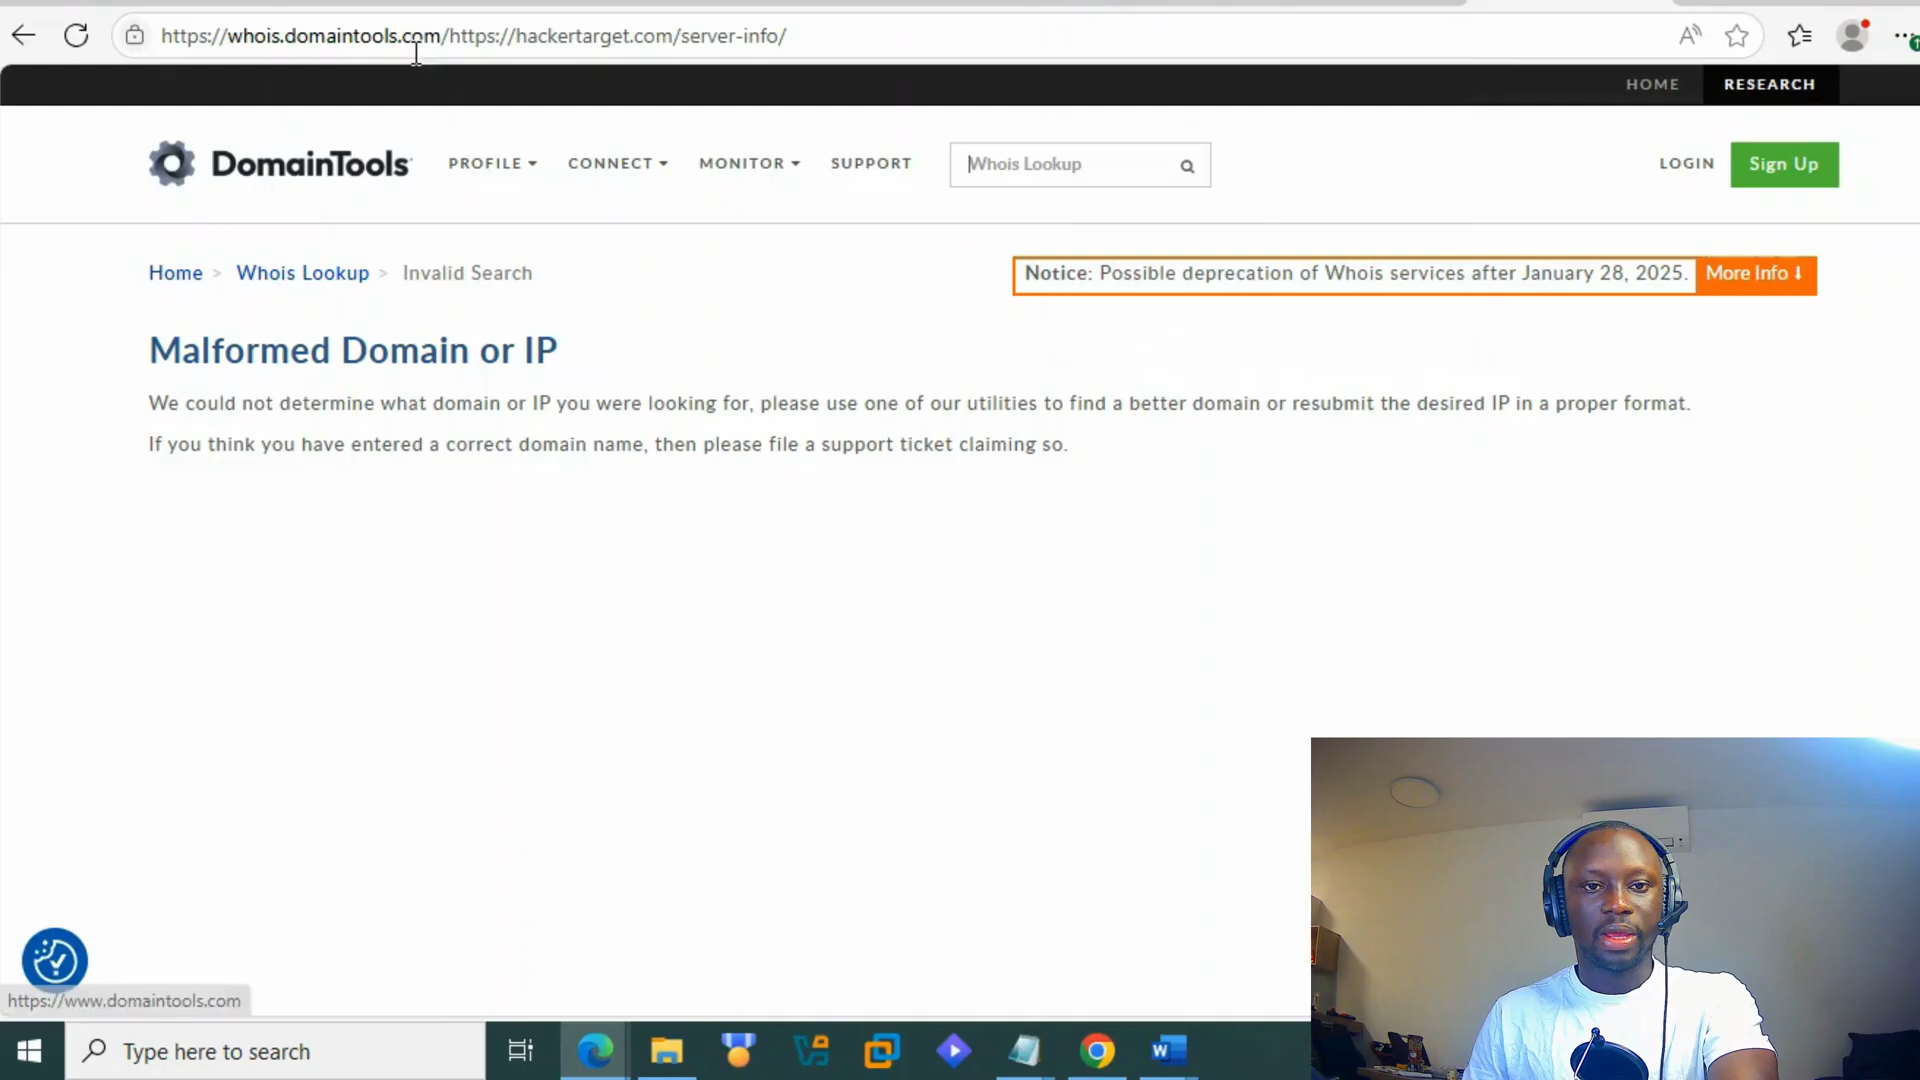 https://whois.domaintools.com/https://hackertarget.com/server-info/
HOME RESEARCH
DomainTools PROFILE CONNECT MONITOR SUPPORT Whois Lookup LOGIN Sign Up
Home > Whois Lookup > Invalid Search
Notice: Possible deprecation of Whois services after January 28, 2025. More Info
Malformed Domain or IP
We could not determine what domain or IP you were looking for, please use one of our utilities to find a better domain or resubmit the desired IP in a proper format.
If you think you have entered a correct domain name, then please file a support ticket claiming so.
https://www.domaintools.com
Type here to search